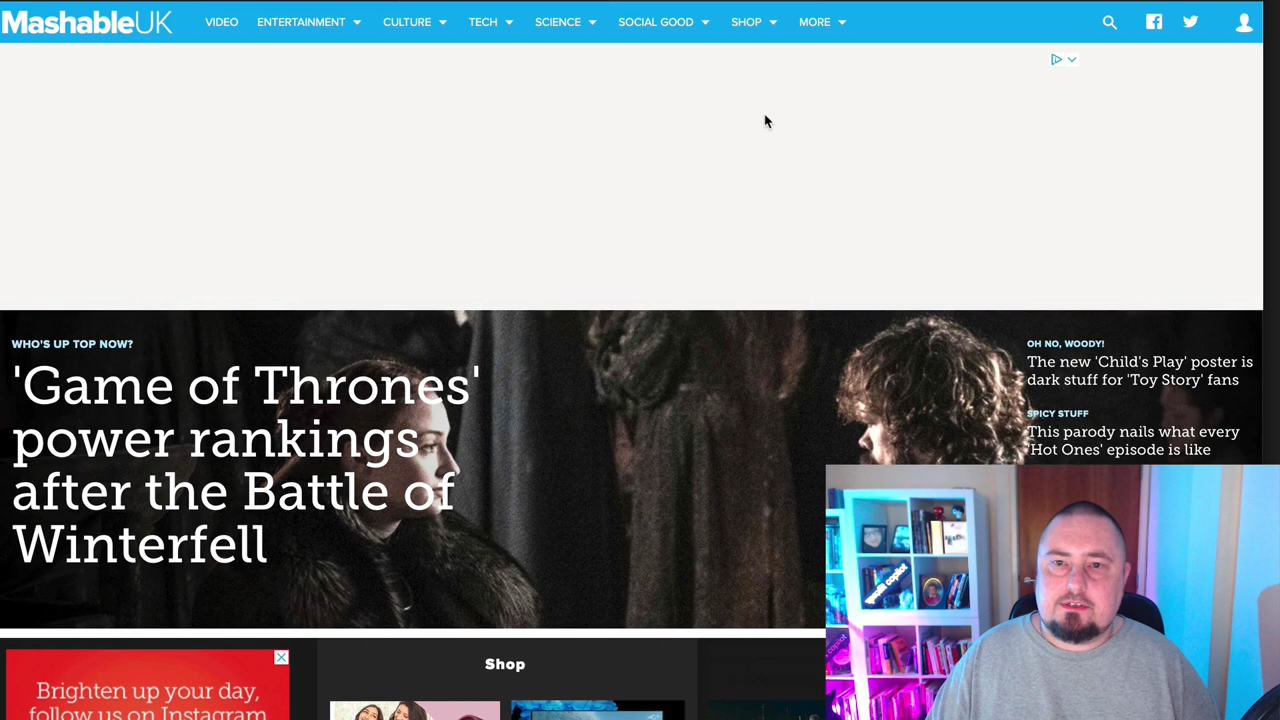 MashableUK
VIDEO
ENTERTAINMENT
CULTURE
TECH
SCIENCE
SOCIAL GOOD
SHOP
MORE
WHO'S UP TOP NOW?
'Game of Thrones'
power rankings
after the Battle of
Winterfell
OH NO, WOODY!
The new 'Child's Play' poster is
dark stuff for 'Toy Story' fans
SPICY STUFF
This parody nails what every
'Hot Ones' episode is like
Brighten up your day,
follow us on Instagram
Shop